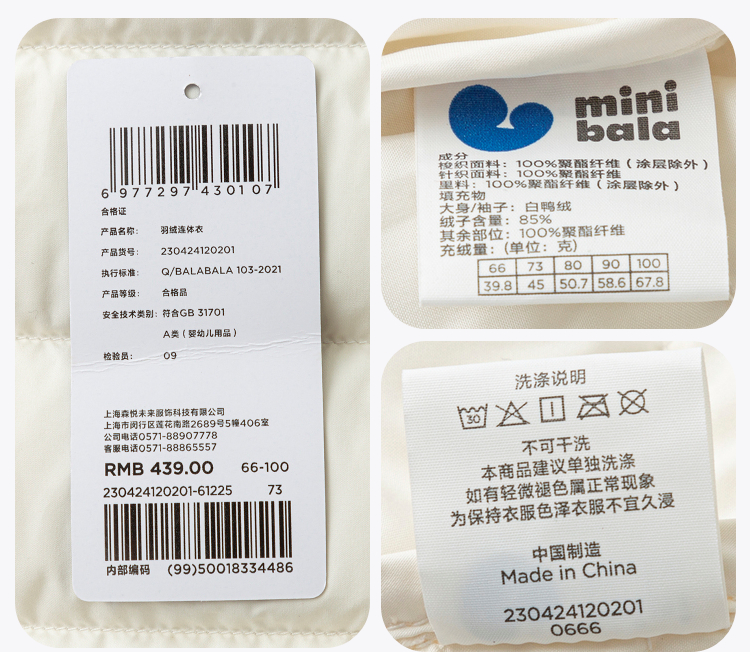 6 977297 430107
合格证
产品名称: 羽绒连体衣
产品货号: 230424120201
执行标准: Q/BALABALA 103-2021
产品等级: 合格品
安全技术类别: 符合GB 31701
A类 (婴幼儿用品)
检验员: 09
上海森悦未来服饰科技有限公司
上海市闵行区莲花南路2689号5幢406室
公司电话0571-88907778
客服电话0571-88865557
RMB 439.00 66-100
230424120201-61225 73
内部编码 (99)50018334486
mini
bala
成分
梭织面料: 100%聚酯纤维 (涂层除外)
针织面料: 100%聚酯纤维
里料: 100%聚酯纤维 (涂层除外)
填充物
大身/袖子: 白鸭绒
绒子含量: 85%
其余部位: 100%聚酯纤维
充绒量: (单位: 克)
66 73 80 90 100
39.8 45 50.7 58.6 67.8
洗涤说明
30
不可干洗
本商品建议单独洗涤
如有轻微褪色属正常现象
为保持衣服色泽衣服不宜久浸
中国制造
Made in China
230424120201
0666